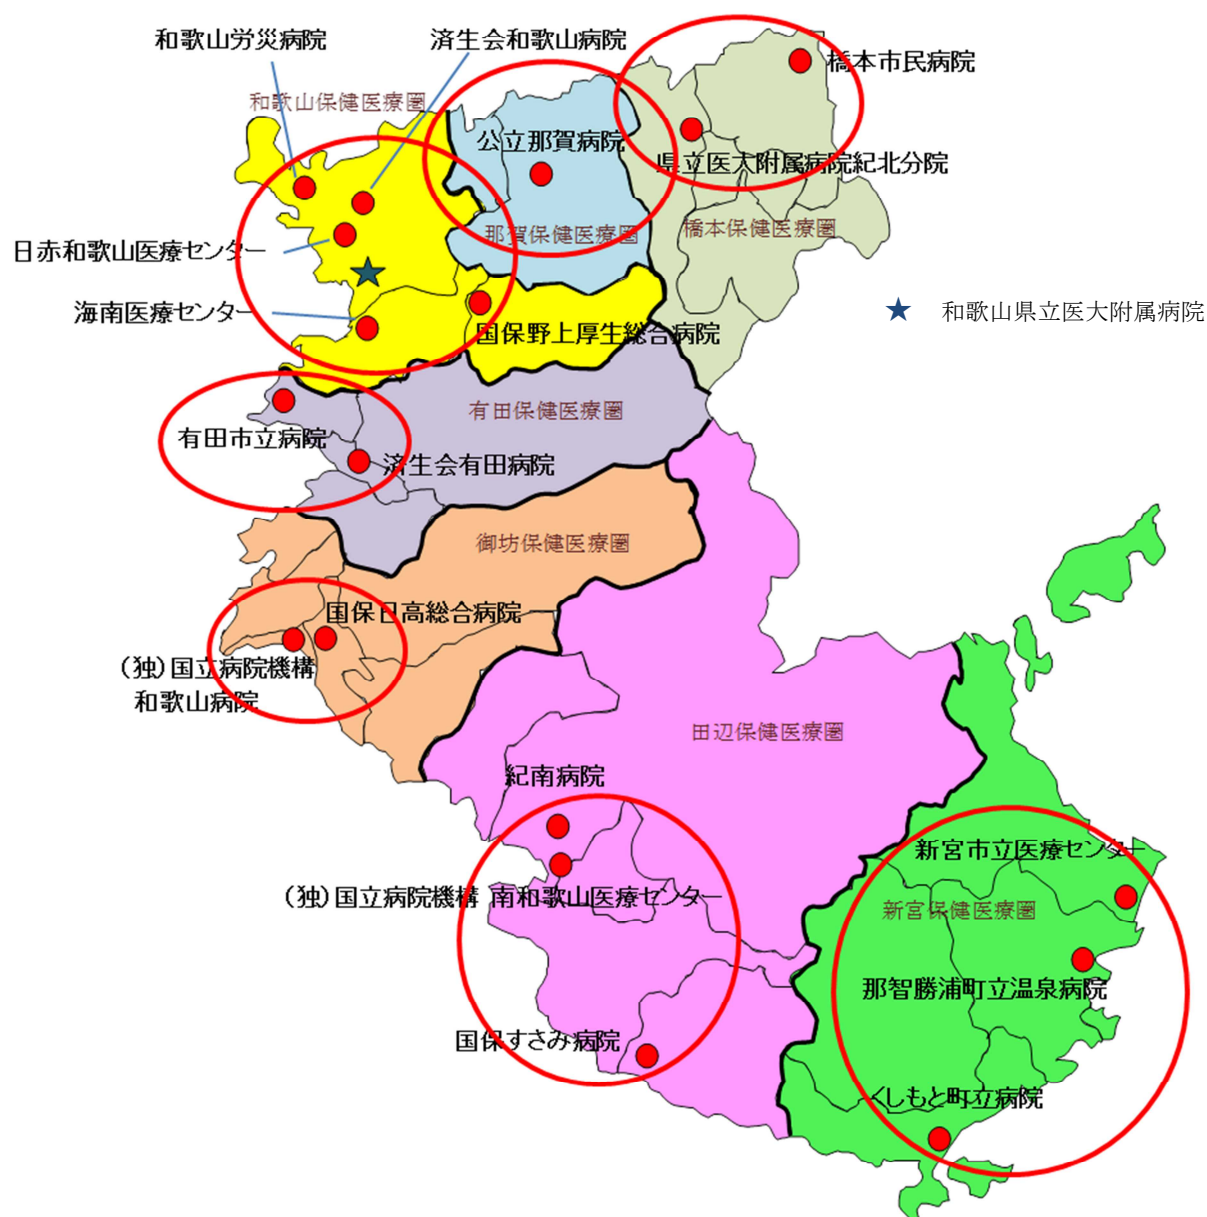 和歌山労災病院
済生会和歌山病院
橋本市民病院
和歌山保健医療圏
公立那賀病院
県立医大附属病院紀北分院
那賀保健医療圏
橋本保健医療圏
日赤和歌山医療センター
海南医療センター
★ 和歌山県立医大附属病院
国保野上厚生総合病院
有田保健医療圏
有田市立病院
済生会有田病院
御坊保健医療圏
国保日高総合病院
(独)国立病院機構
和歌山病院
田辺保健医療圏
紀南病院
新宮市立医療センター
(独)国立病院機構 南和歌山医療センター
新宮保健医療圏
那智勝浦町立温泉病院
国保すさみ病院
くしもと町立病院